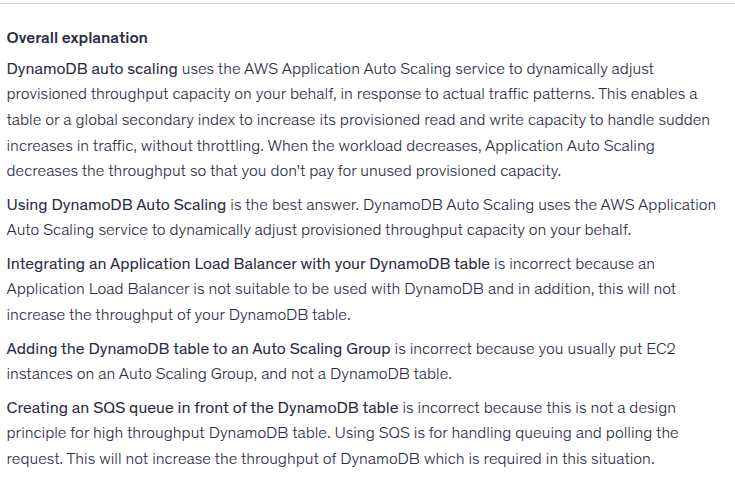 Overall explanation
DynamoDB auto scaling uses the AWS Application Auto Scaling service to dynamically adjust
provisioned throughput capacity on your behalf, in response to actual traffic patterns. This enables a
table or a global secondary index to increase its provisioned read and write capacity to handle sudden
increases in traffic, without throttling. When the workload decreases, Application Auto Scaling
decreases the throughput so that you don't pay for unused provisioned capacity.
Using DynamoDB Auto Scaling is the best answer. DynamoDB Auto Scaling uses the AWS Application
Auto Scaling service to dynamically adjust provisioned throughput capacity on your behalf.
Integrating an Application Load Balancer with your DynamoDB table is incorrect because an
Application Load Balancer is not suitable to be used with DynamoDB and in addition, this will not
increase the throughput of your DynamoDB table.
Adding the DynamoDB table to an Auto Scaling Group is incorrect because you usually put EC2
instances on an Auto Scaling Group, and not a DynamoDB table.
Creating an SQS queue in front of the DynamoDB table is incorrect because this is not a design
principle for high throughput DynamoDB table. Using SQS is for handling queuing and polling the
request. This will not increase the throughput of DynamoDB which is required in this situation.